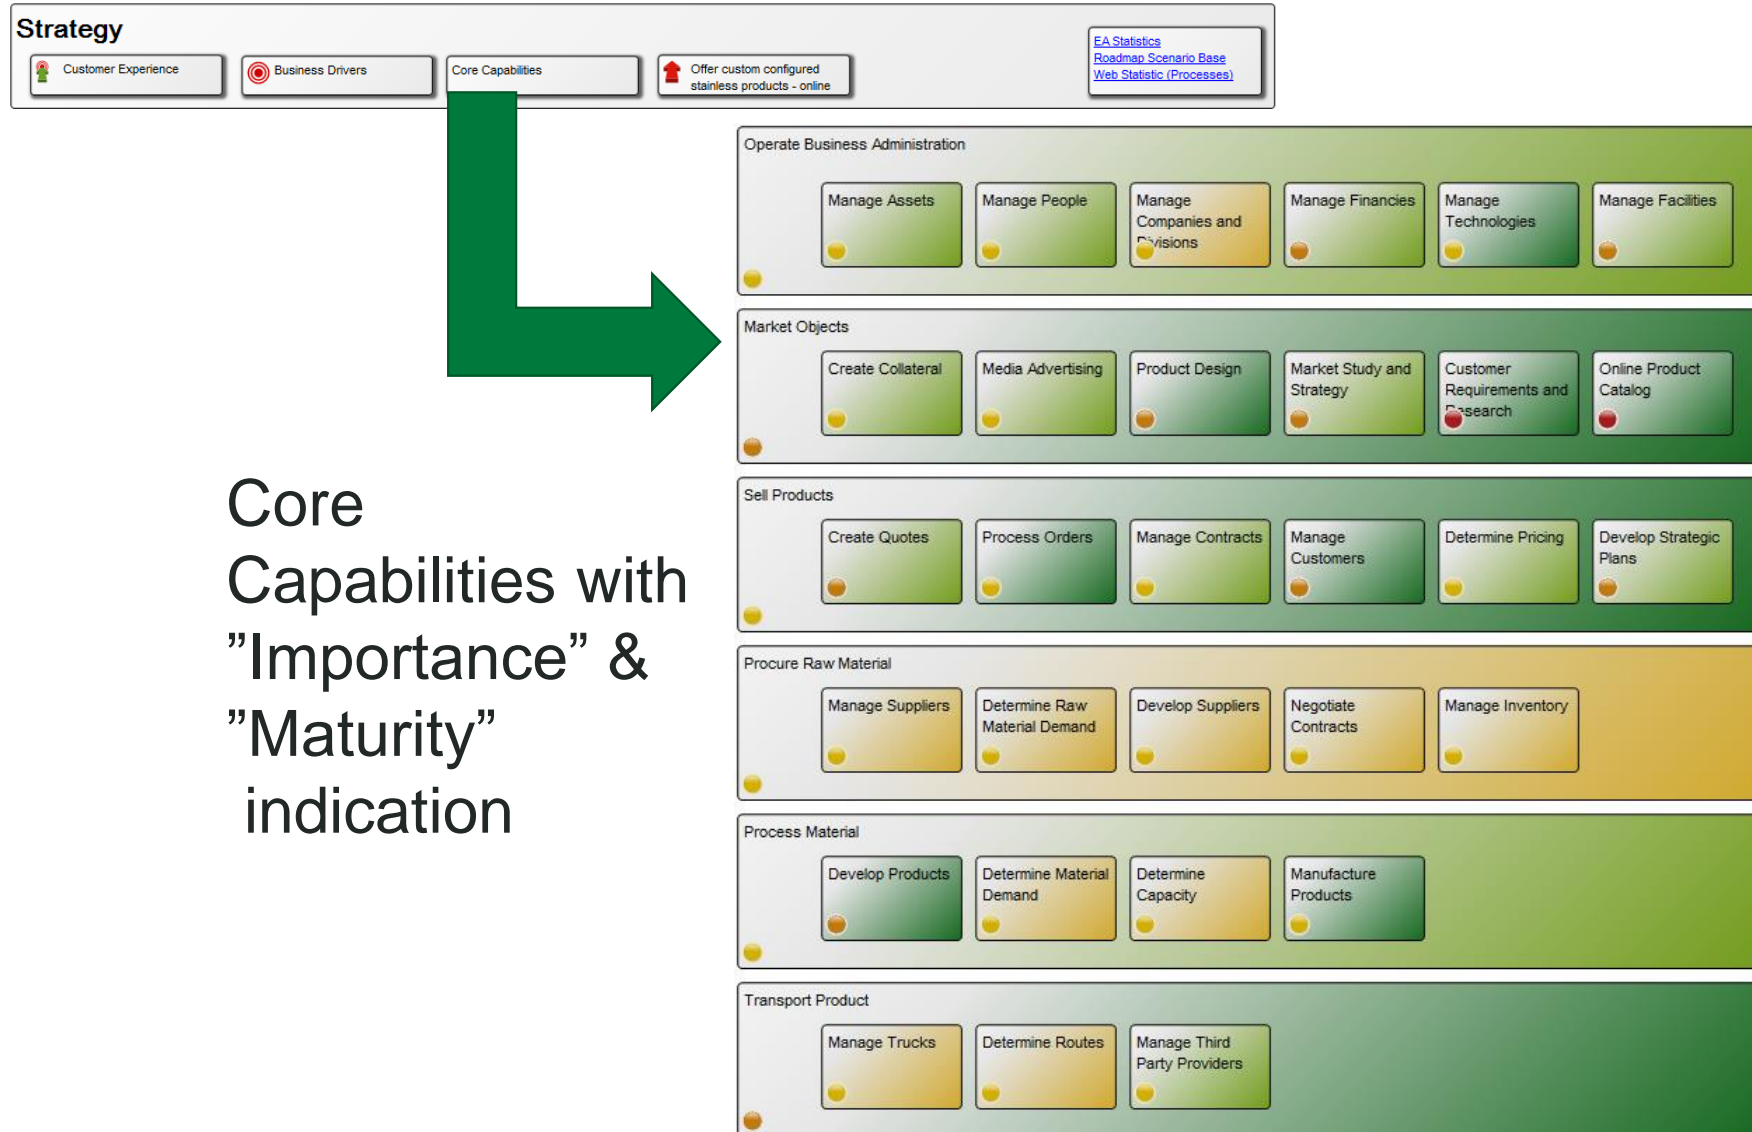 Strategy
Customer Experience
Business Drivers
Core Capabilities
Offer custom configured
stainless products - online
EA Statistics
Roadmap Scenario Base
Web Statistic (Processes)
Operate Business Administration
Manage Assets
Manage People
Manage
Companies and
Divisions
Manage Financies
Manage
Technologies
Manage Facilities
Market Objects
Create Collateral
Media Advertising
Product Design
Market Study and
Strategy
Customer
Requirements and
Research
Online Product
Catalog
Core
Capabilities with
”Importance” &
”Maturity”
indication
Sell Products
Create Quotes
Process Orders
Manage Contracts
Manage
Customers
Determine Pricing
Develop Strategic
Plans
Procure Raw Material
Manage Suppliers
Determine Raw
Material Demand
Develop Suppliers
Negotiate
Contracts
Manage Inventory
Process Material
Develop Products
Determine Material
Demand
Determine
Capacity
Manufacture
Products
Transport Product
Manage Trucks
Determine Routes
Manage Third
Party Providers